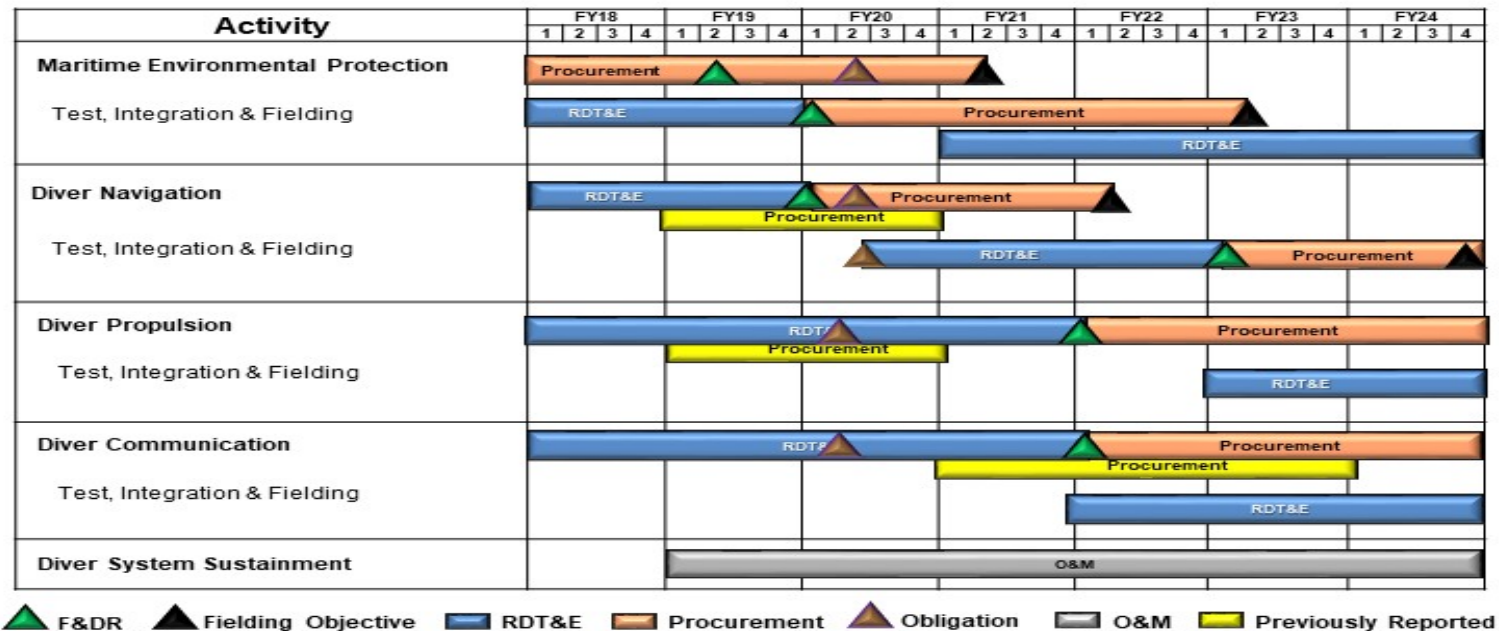 Activity FY18 FY19 FY20 FY21 FY22 FY23 FY24
1 2 3 4 1 2 3 4 1 2 3 4 1 2 3 4 1 2 3 4 1 2 3 4 1 2 3 4
Maritime Environmental Protection Procurement
Test, Integration & Fielding RDT&E Procurement
RDT&E
Diver Navigation RDT&E Procurement
Procurement
Test, Integration & Fielding RDT&E Procurement
Diver Propulsion Procurement
Procurement
Test, Integration & Fielding RDT&E
Diver Communication Procurement
Procurement
Test, Integration & Fielding RDT&E
Diver System Sustainment O&M
F&DR Fielding Objective RDT&E Procurement Obligation O&M Previously Reported